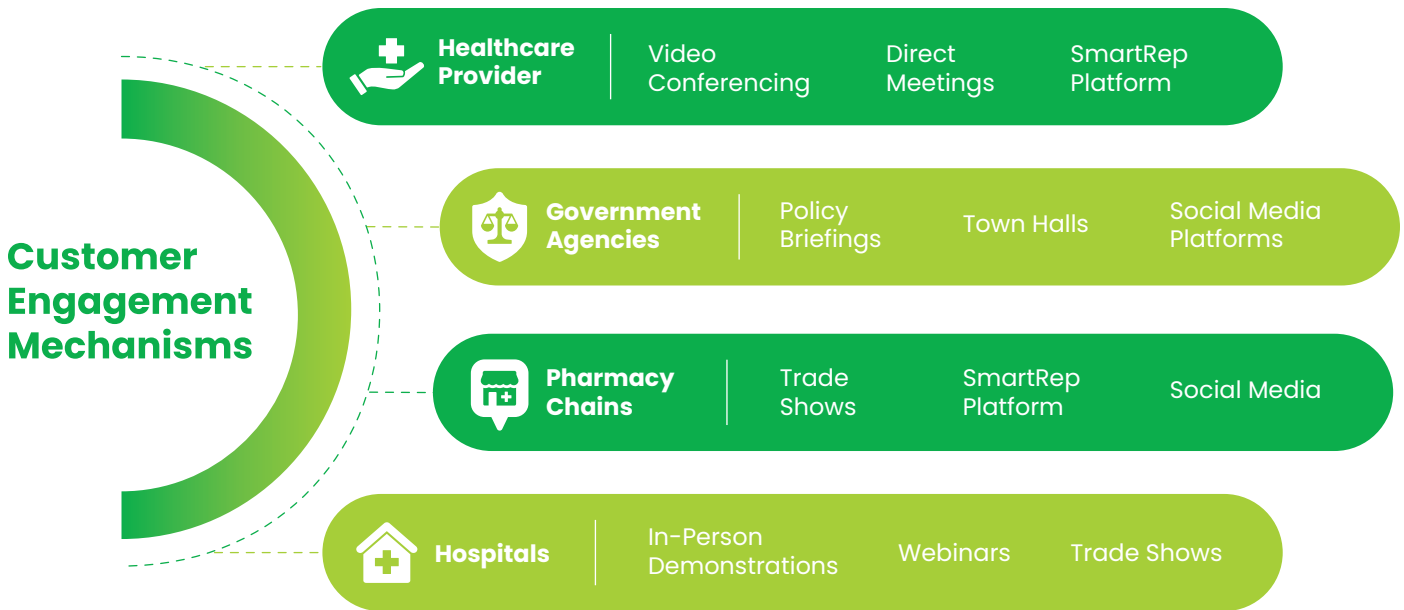 Customer
Engagement
Mechanisms
Healthcare
Provider
Video
Conferencing
Direct
Meetings
SmartRep
Platform
Government
Agencies
Policy
Briefings
Town Halls
Social Media
Platforms
Pharmacy
Chains
Trade
Shows
SmartRep
Platform
Social Media
Hospitals
In-Person
Demonstrations
Webinars
Trade Shows